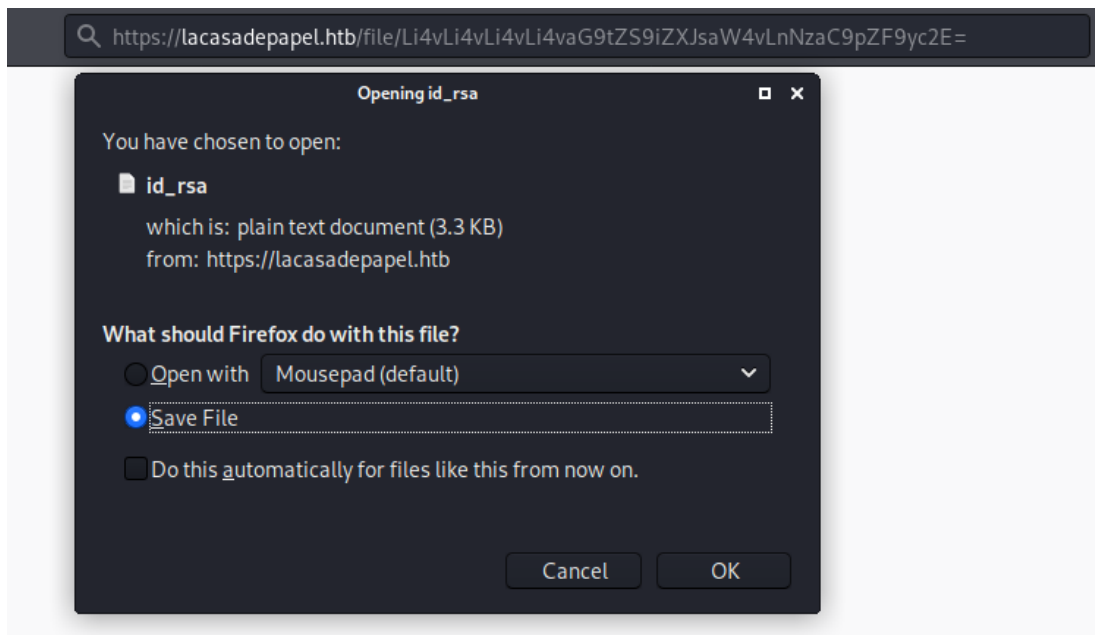 https://lacasadepapel.htb/file/Li4vLi4vLi4vLi4vaG9tZS9iZXJsaW4vLnNzaC9pZF9yc2E=
Opening id_rsa
You have chosen to open:
id_rsa
which is: plain text document (3.3 KB)
from: https://lacasadepapel.htb
What should Firefox do with this file?
Open with Mousepad (default)
Save File
Do this automatically for files like this from now on.
Cancel OK